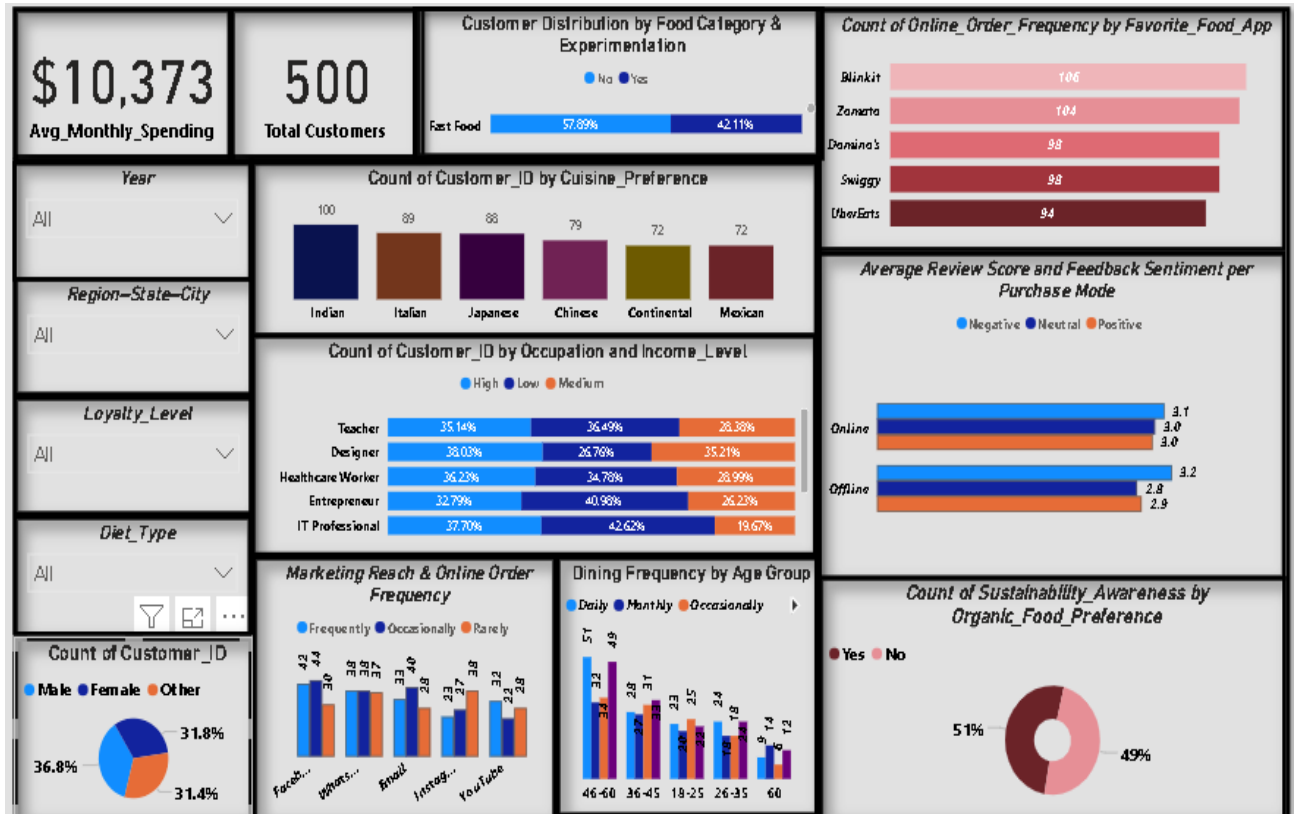 $10,373
Avg_Monthly_Spending
500
Total Customers
Customer Distribution by Food Category &
Experimentation
No Yes
Fast Food 57.89% 42.11%
Count of Online_Order_Frequency by Favorite_Food_App
Blinkit 106
Zomato 104
Domino's 98
Swiggy 98
UberEats 94
Year
All
Region-State-City
All
Loyalty_Level
All
Diet_Type
All
Count of Customer_ID by Cuisine_Preference
100 89 88 79 72 72
Indian Italian Japanese Chinese Continental Mexican
Count of Customer_ID by Occupation and Income_Level
High Low Medium
Teacher 35.14% 36.49% 28.38%
Designer 38.03% 26.76% 35.21%
Healthcare Worker 36.23% 34.78% 28.99%
Entrepreneur 32.79% 40.98% 26.23%
IT Professional 37.70% 42.62% 19.67%
Average Review Score and Feedback Sentiment per
Purchase Mode
Negative Neutral Positive
Online 3.1
3.0
3.0
Offline 3.2
2.8
2.9
Count of Customer_ID
Male Female Other
31.8%
36.8%
31.4%
Marketing Reach & Online Order
Frequency
Frequently Occasionally Rarely
42 44 30 38 38 37 33 40 28 23 27 38 32 22 28
Faceb... Whats... Email Instag... YouTube
Dining Frequency by Age Group
Daily Monthly Occasionally
51 32 34 49 28 27 31 33 23 20 25 22 24 18 18 24 9 14 6 12
46-60 36-45 18-25 26-35 60
Count of Sustainability_Awareness by
Organic_Food_Preference
Yes No
51%
49%